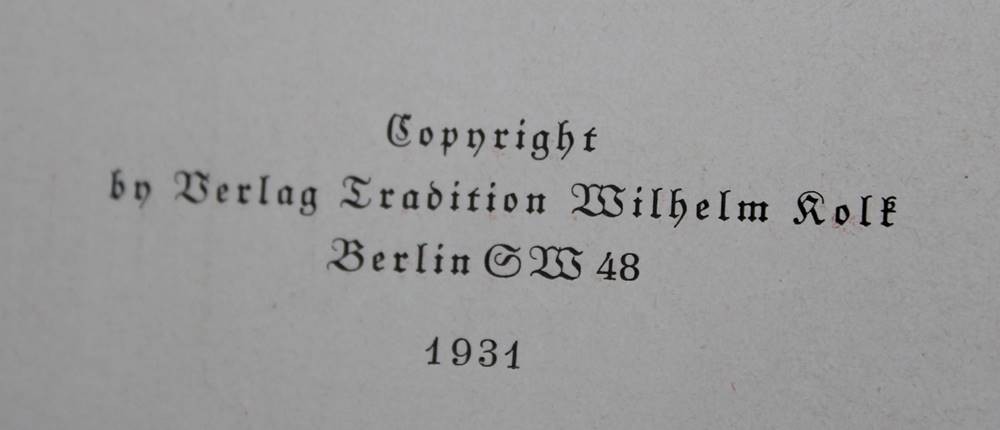 Copyright
by Verlag Tradition Wilhelm Kolk
Berlin SW 48
1931